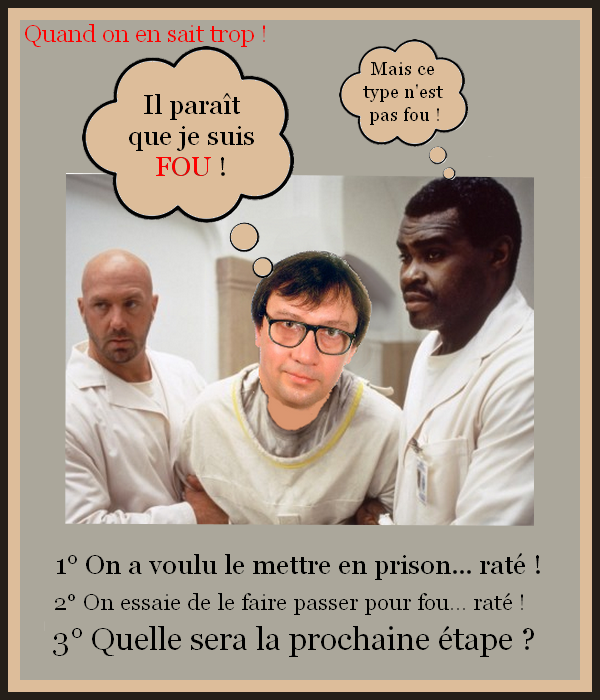 Quand on en sait trop !
Il paraît
que je suis
FOU !
Mais ce
type n'est
pas fou !
1° On a voulu le mettre en prison... raté !
2° On essaie de le faire passer pour fou... raté !
3° Quelle sera la prochaine étape ?